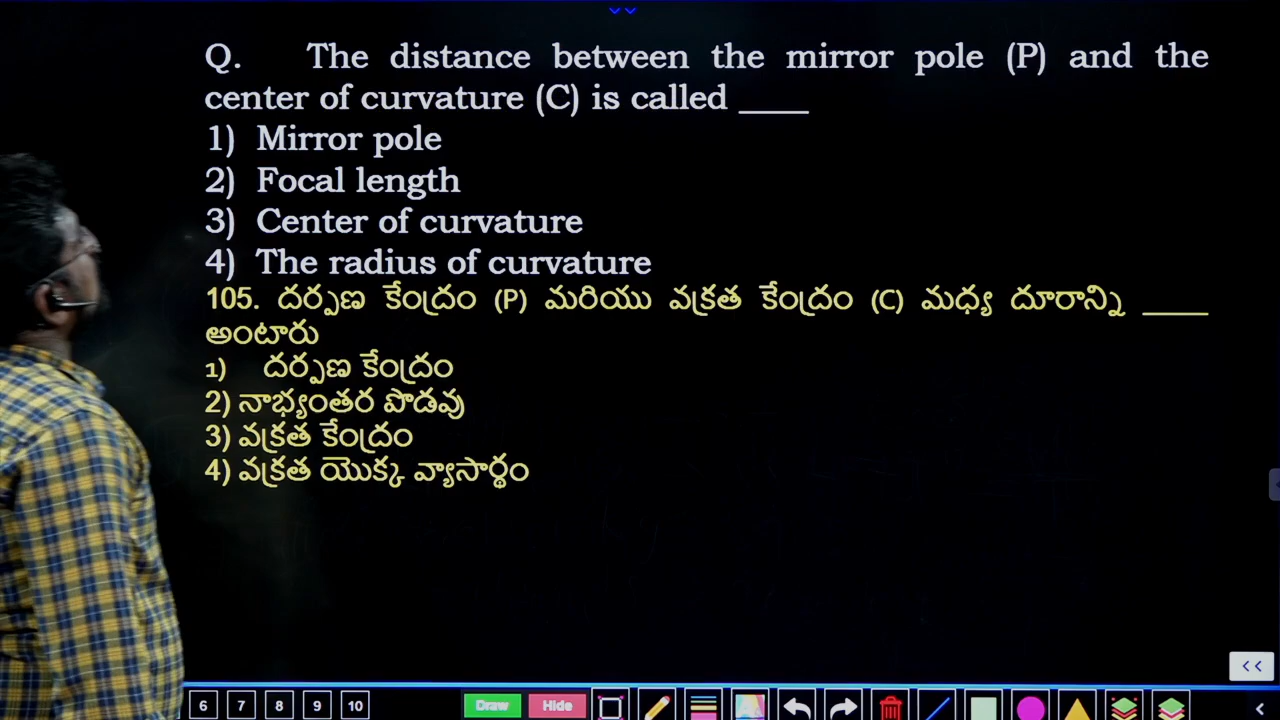 Q. The distance between the mirror pole (P) and the
center of curvature (C) is called ____
1) Mirror pole
2) Focal length
3) Center of curvature
4) The radius of curvature
105. దర్పణ కేంద్రం (P) మరియు వక్రత కేంద్రం (C) మధ్య దూరాన్ని ____
అంటారు
1) దర్పణ కేంద్రం
2) నాభ్యంతర పొడవు
3) వక్రత కేంద్రం
4) వక్రత యొక్క వ్యాసార్థం
6 7 8 9 10 Draw Hide